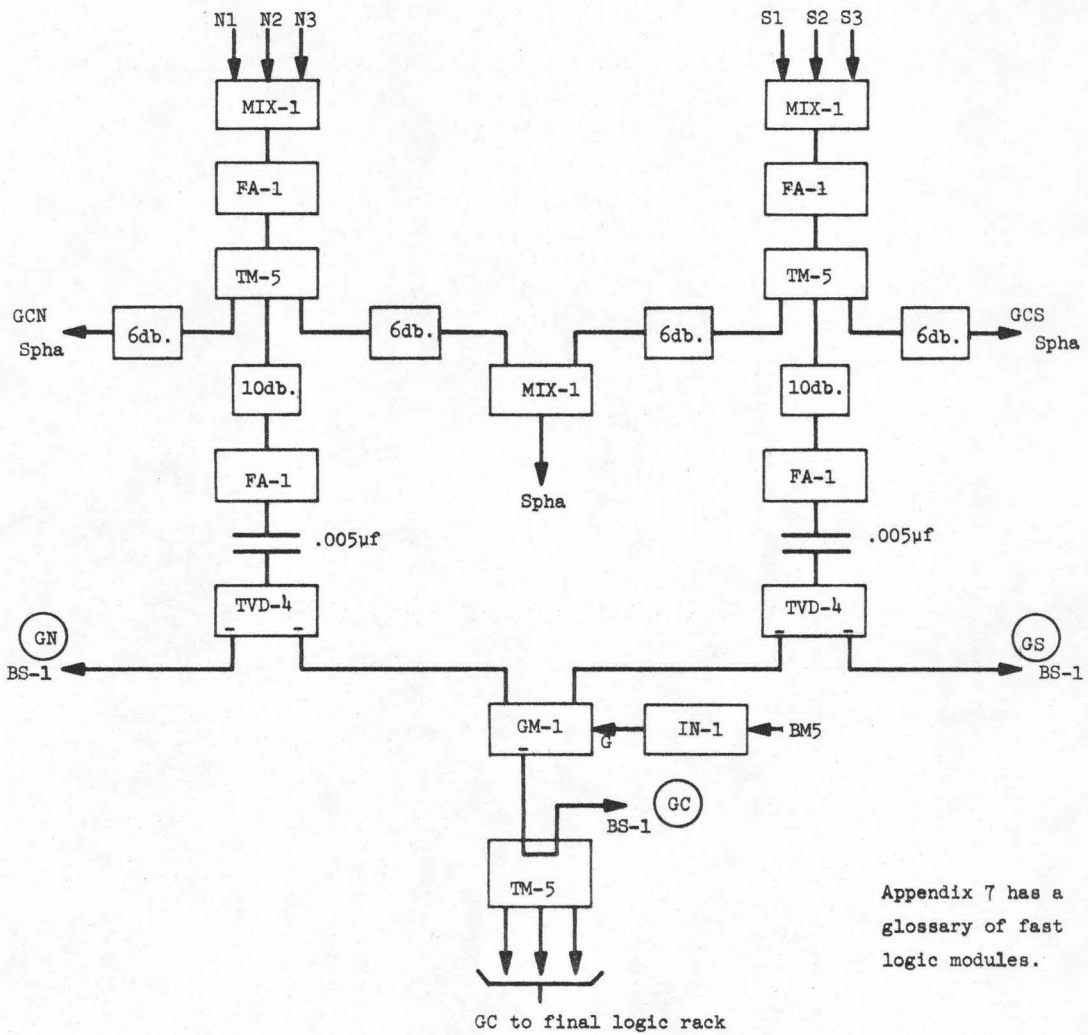 N1 N2 N3
S1 S2 S3
MIX-1
MIX-1
FA-1
FA-1
TM-5
TM-5
GCN
Spha
6db.
6db.
6db.
6db.
GCS
Spha
10db.
MIX-1
10db.
FA-1
Spha
FA-1
.005µf
.005µf
TVD-4
TVD-4
- -
- -
GN
BS-1
GS
BS-1
GM-1
-
G
IN-1
BM5
GC
BS-1
TM-5
Appendix 7 has a
glossary of fast
logic modules.
GC to final logic rack